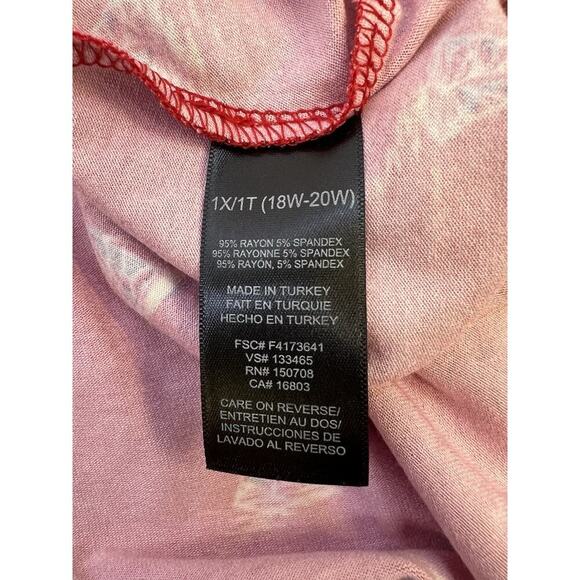 1X/1T (18W-20W)
95% RAYON 5% SPANDEX
95% RAYONNE 5% SPANDEX
95% RAYON, 5% SPANDEX
MADE IN TURKEY
FAIT EN TURQUIE
HECHO EN TURKEY
FSC# F4173641
VS# 133465
RN# 150708
CA# 16803
CARE ON REVERSE/
ENTRETIEN AU DOS/
INSTRUCCIONES DE
LAVADO AL REVERSO